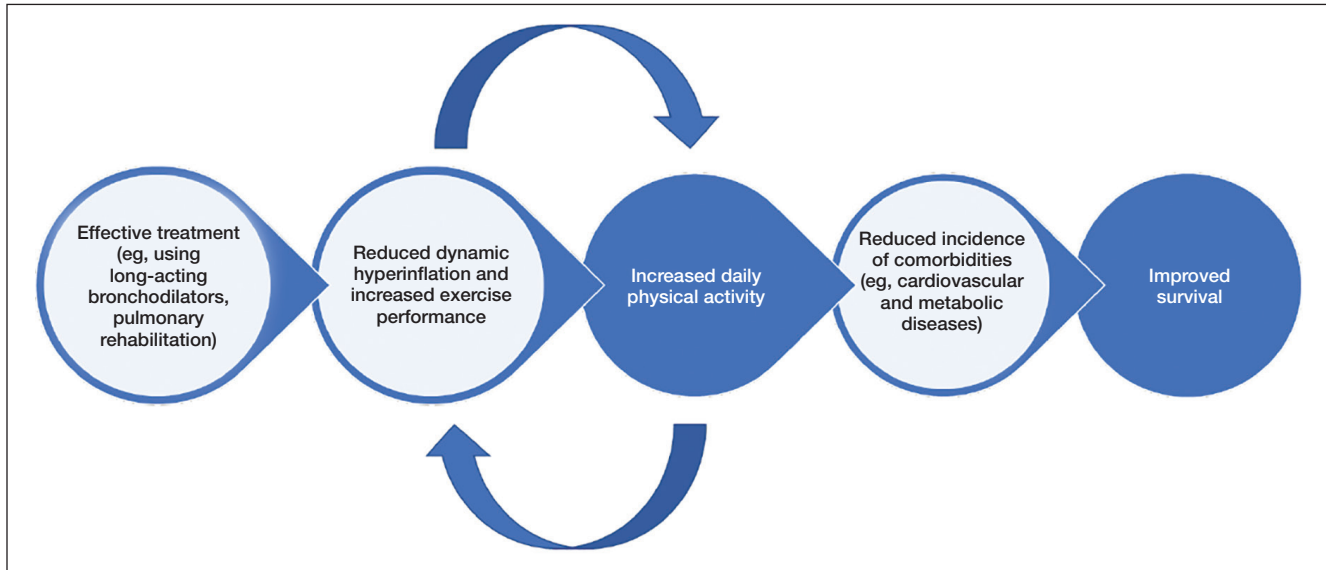 Effective treatment
(eg, using
long-acting
bronchodilators,
pulmonary
rehabilitation)
Reduced dynamic
hyperinflation and
increased exercise
performance
Increased daily
physical activity
Reduced incidence
of comorbidities
(eg, cardiovascular
and metabolic
diseases)
Improved
survival